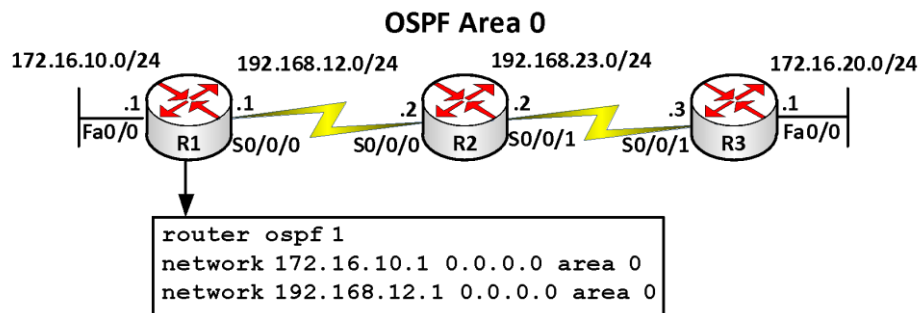 OSPF Area 0
172.16.10.0/24
192.168.12.0/24
192.168.23.0/24
172.16.20.0/24
.1
Fa0/0
R1
.1
S0/0/0
.2
S0/0/0
R2
.2
S0/0/1
.3
S0/0/1
R3
.1
Fa0/0
router ospf 1
network 172.16.10.1 0.0.0.0 area 0
network 192.168.12.1 0.0.0.0 area 0